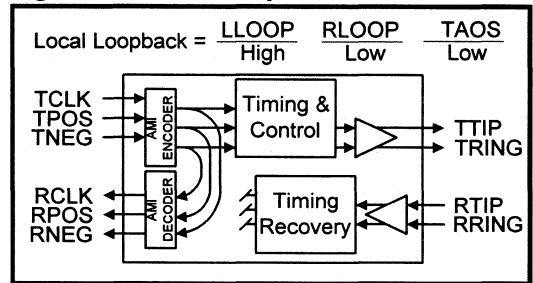 Local Loopback = LLOOP/High RLOOP/Low TAOS/Low
TCLK
TPOS
TNEG
AMI
ENCODER
Timing &
Control
TTIP
TRING
RCLK
RPOS
RNEG
AMI
DECODER
Timing
Recovery
RTIP
RRING